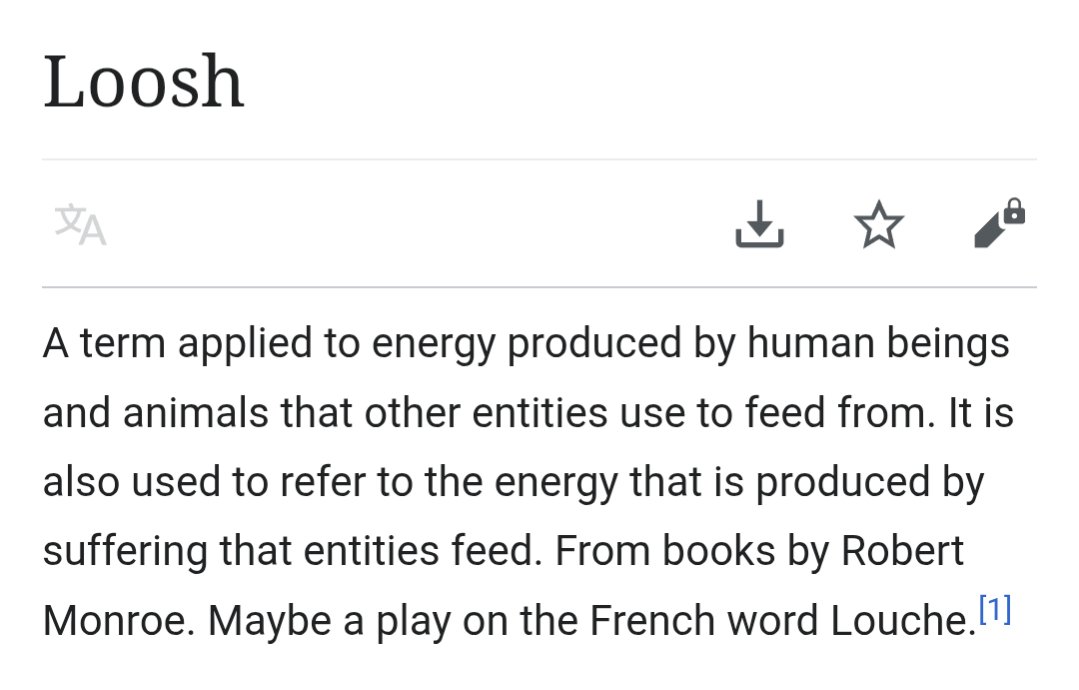 Loosh
文A
A term applied to energy produced by human beings
and animals that other entities use to feed from. It is
also used to refer to the energy that is produced by
suffering that entities feed. From books by Robert
Monroe. Maybe a play on the French word Louche.[1]